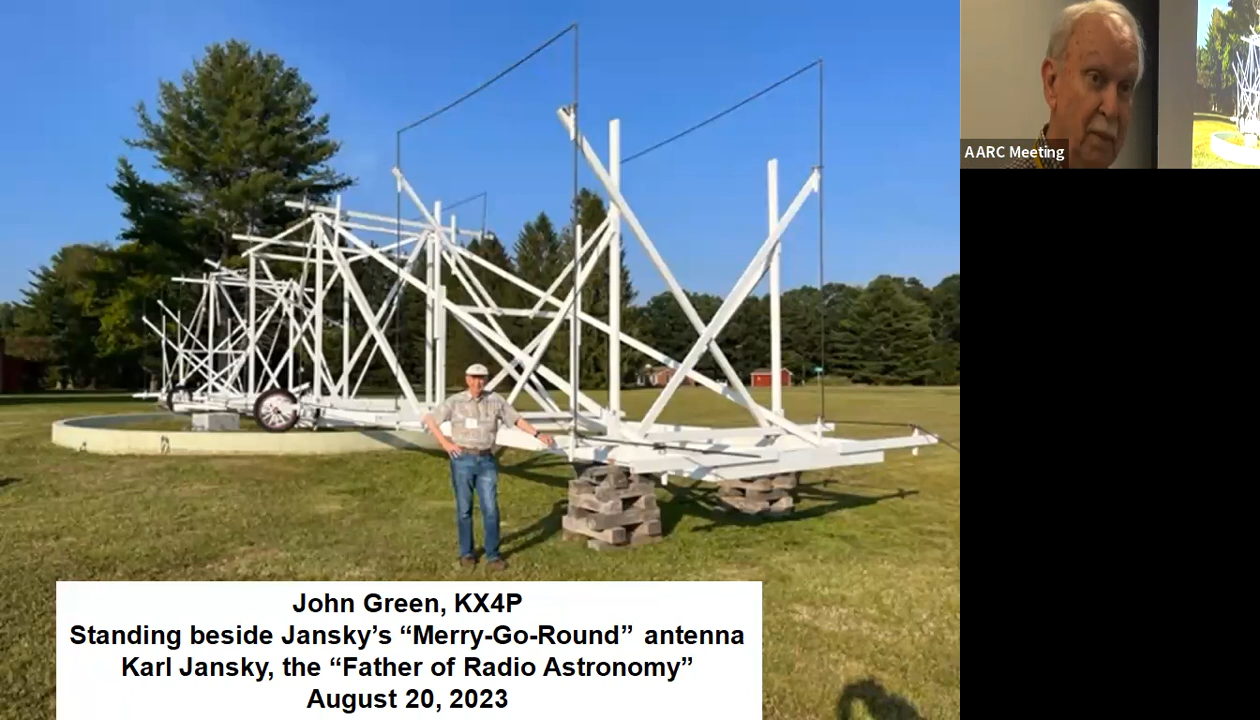 AARC Meeting
John Green, KX4P
Standing beside Jansky’s “Merry-Go-Round” antenna
Karl Jansky, the “Father of Radio Astronomy”
August 20, 2023